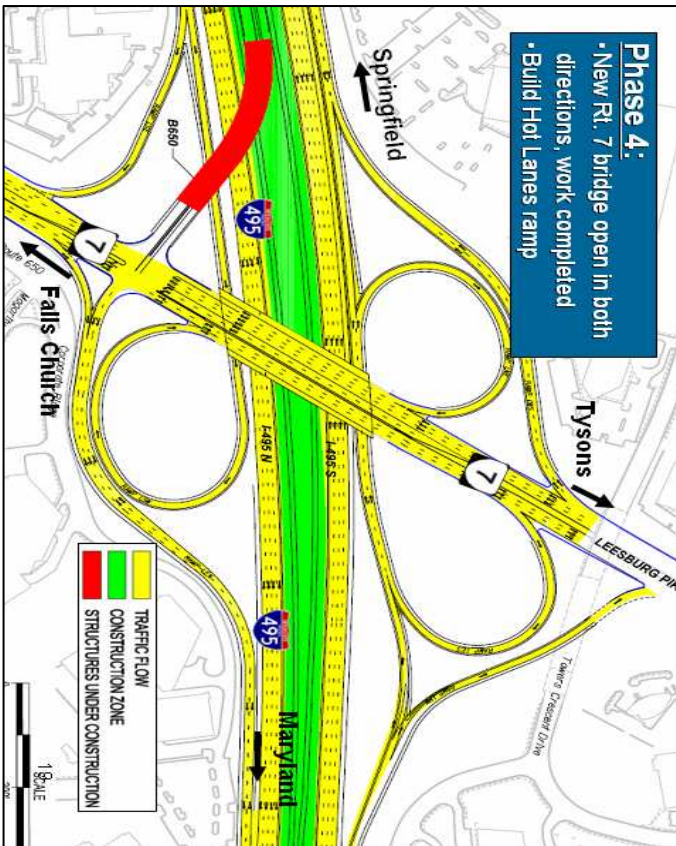 Phase 4:
• New Rt. 7 bridge open in both
directions, work completed
• Build Hot Lanes ramp
Springfield
B650
495
7
Falls Church
Tysons
7
LEESBURG PIK
I-495 N
I-495 S
Towers Crescent Drive
495
Maryland
TRAFFIC FLOW
CONSTRUCTION ZONE
STRUCTURES UNDER CONSTRUCTION
19
SCALE